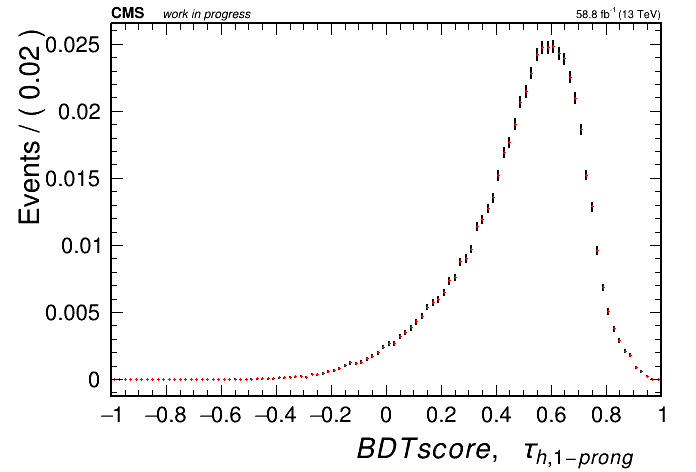 CMS work in progress 58.8 fb-1 (13 TeV)
Events / ( 0.02 )
0.025
0.02
0.015
0.01
0.005
0
−1 −0.8 −0.6 −0.4 −0.2 0 0.2 0.4 0.6 0.8 1
BDTscore, τh,1−prong